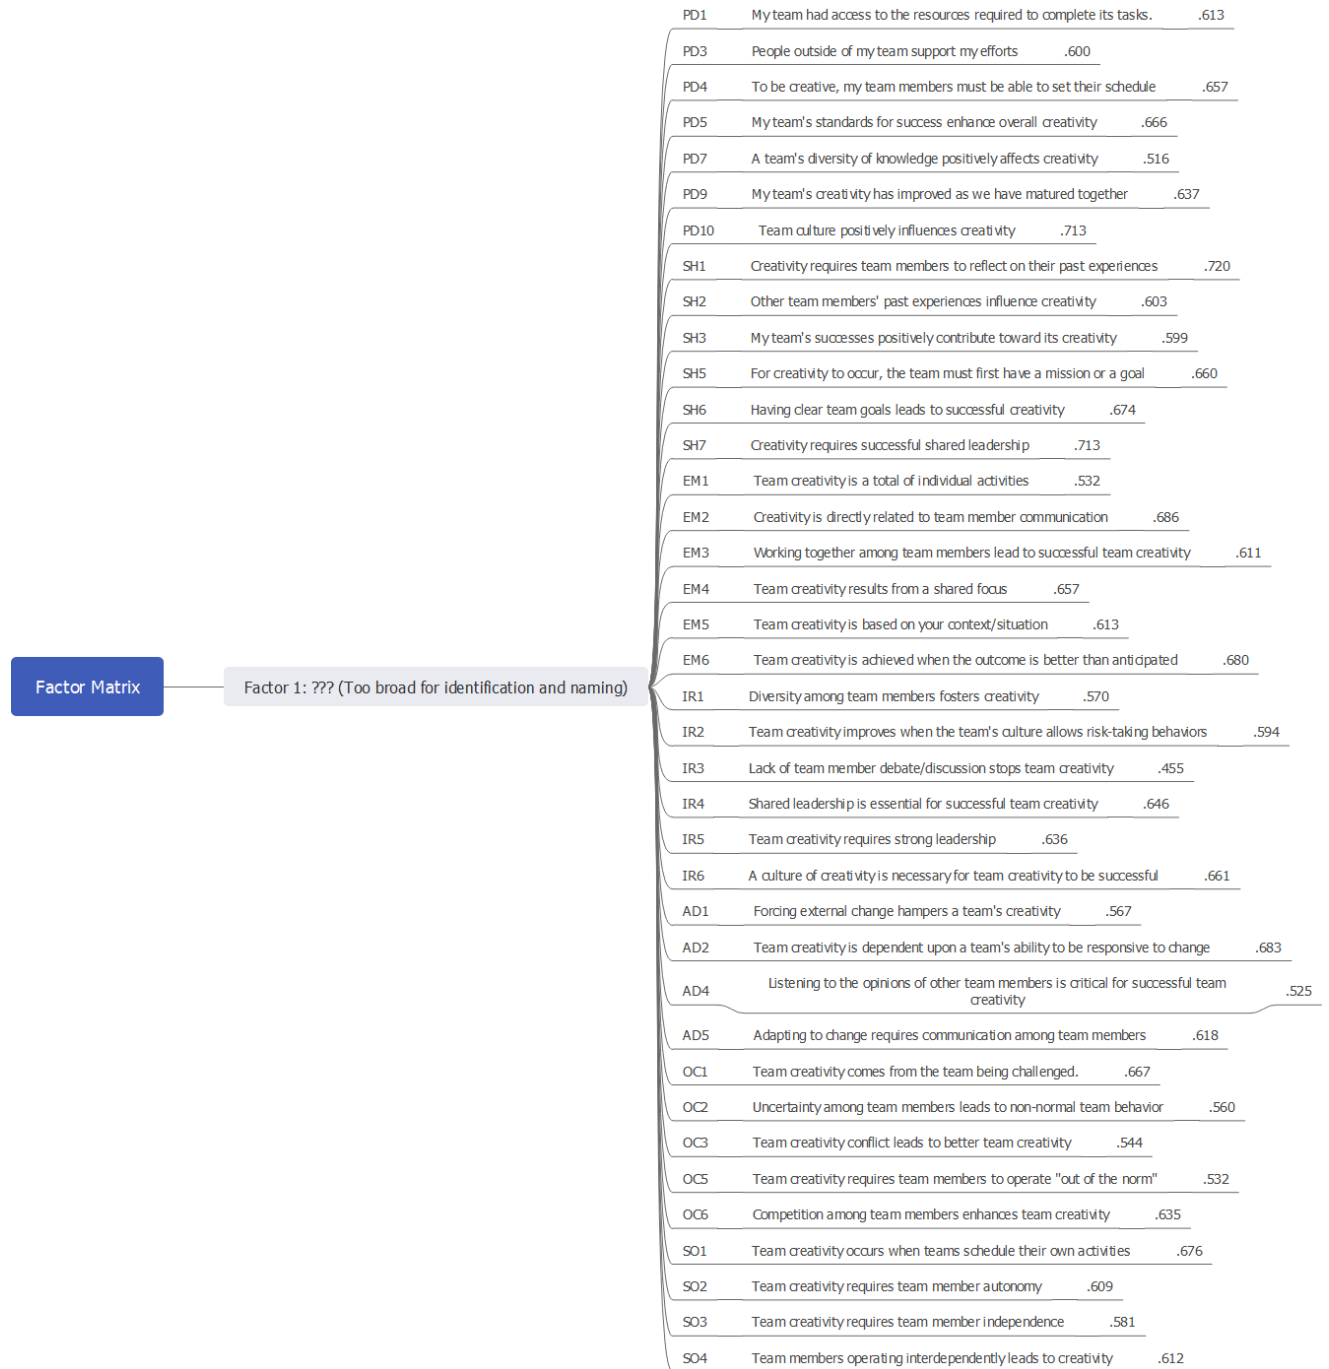 PD1 My team had access to the resources required to complete its tasks. .613
PD3 People outside of my team support my efforts .600
PD4 To be creative, my team members must be able to set their schedule .657
PD5 My team's standards for success enhance overall creativity .666
PD7 A team's diversity of knowledge positively affects creativity .516
PD9 My team's creativity has improved as we have matured together .637
PD10 Team culture positively influences creativity .713
SH1 Creativity requires team members to reflect on their past experiences .720
SH2 Other team members' past experiences influence creativity .603
SH3 My team's successes positively contribute toward its creativity .599
SH5 For creativity to occur, the team must first have a mission or a goal .660
SH6 Having clear team goals leads to successful creativity .674
SH7 Creativity requires successful shared leadership .713
EM1 Team creativity is a total of individual activities .532
EM2 Creativity is directly related to team member communication .686
EM3 Working together among team members lead to successful team creativity .611
EM4 Team creativity results from a shared focus .657
EM5 Team creativity is based on your context/situation .613
EM6 Team creativity is achieved when the outcome is better than anticipated .680
Factor Matrix
Factor 1: ??? (Too broad for identification and naming)
IR1 Diversity among team members fosters creativity .570
IR2 Team creativity improves when the team's culture allows risk-taking behaviors .594
IR3 Lack of team member debate/discussion stops team creativity .455
IR4 Shared leadership is essential for successful team creativity .646
IR5 Team creativity requires strong leadership .636
IR6 A culture of creativity is necessary for team creativity to be successful .661
AD1 Forcing external change hampers a team's creativity .567
AD2 Team creativity is dependent upon a team's ability to be responsive to change .683
AD4 Listening to the opinions of other team members is critical for successful team
creativity .525
AD5 Adapting to change requires communication among team members .618
OC1 Team creativity comes from the team being challenged. .667
OC2 Uncertainty among team members leads to non-normal team behavior .560
OC3 Team creativity conflict leads to better team creativity .544
OC5 Team creativity requires team members to operate "out of the norm" .532
OC6 Competition among team members enhances team creativity .635
SO1 Team creativity occurs when teams schedule their own activities .676
SO2 Team creativity requires team member autonomy .609
SO3 Team creativity requires team member independence .581
SO4 Team members operating interdependently leads to creativity .612